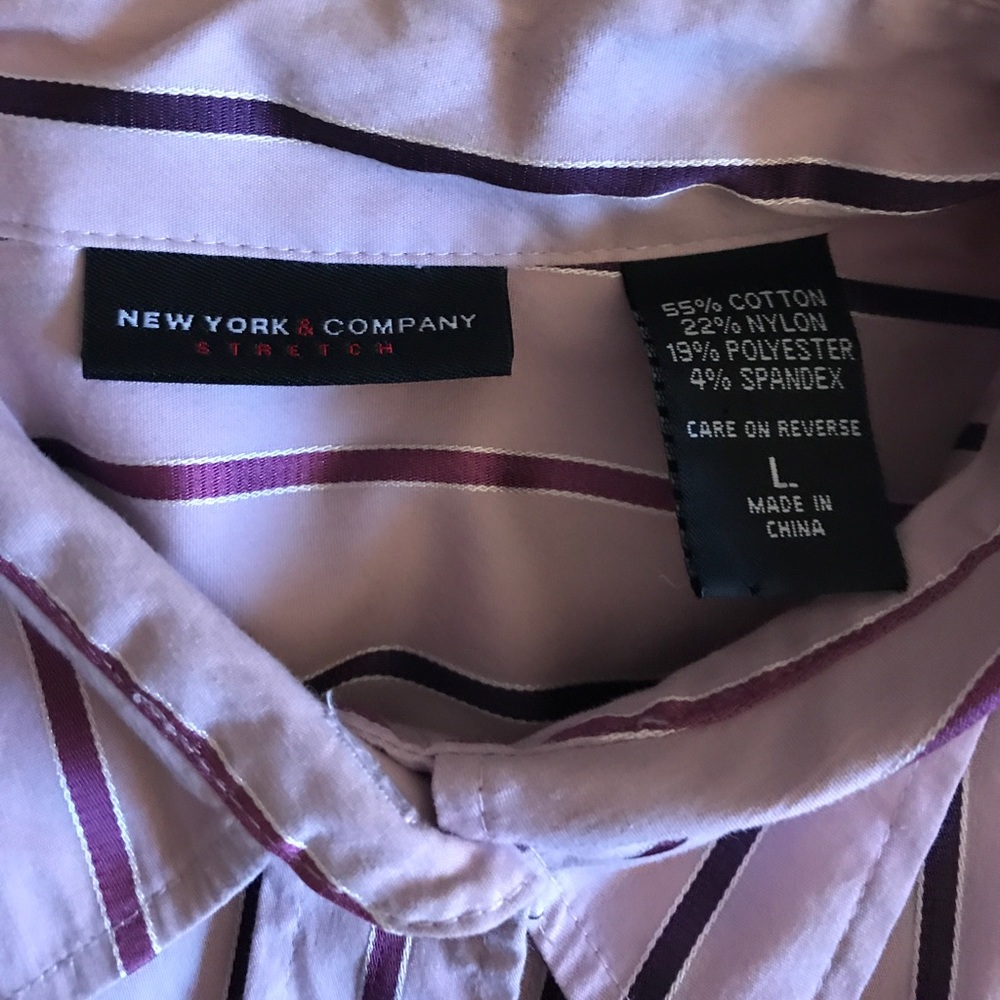 NEW YORK & COMPANY
STRETCH
55% COTTON
22% NYLON
19% POLYESTER
4% SPANDEX
CARE ON REVERSE
L.
MADE IN
CHINA